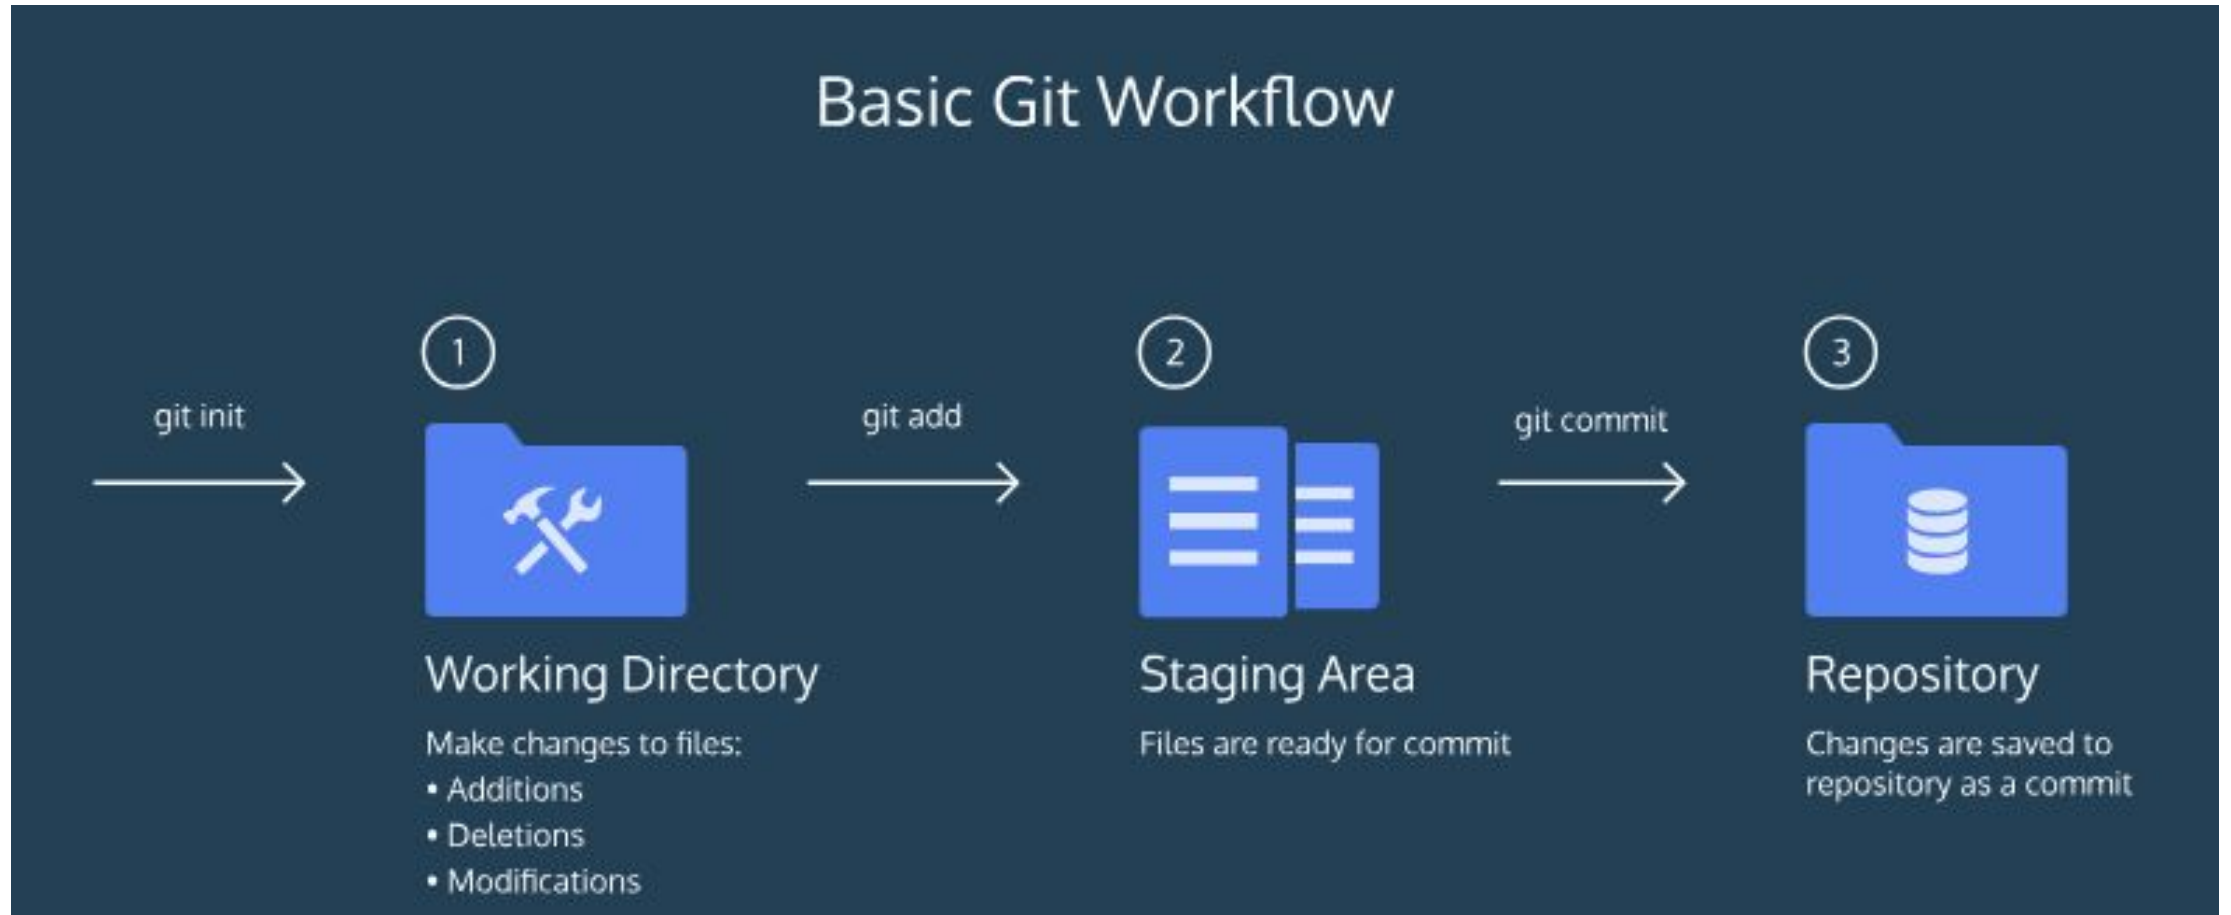 Basic Git Workflow
git init
1
Working Directory
Make changes to files:
• Additions
• Deletions
• Modifications
git add
2
Staging Area
Files are ready for commit
git commit
3
Repository
Changes are saved to
repository as a commit